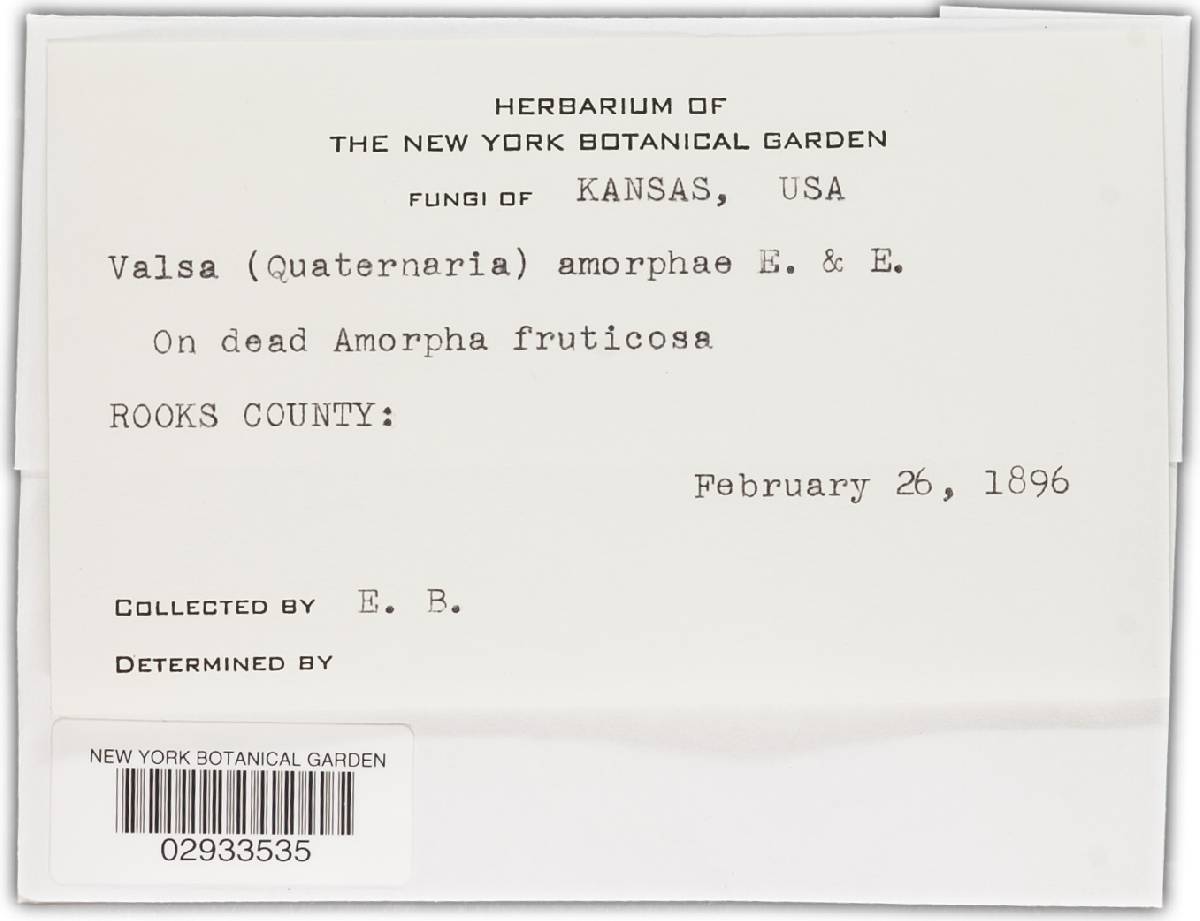 HERBARIUM OF
THE NEW YORK BOTANICAL GARDEN
FUNGI OF KANSAS, USA
Valsa (Quaternaria) amorphae E. & E.
On dead Amorpha fruticosa
ROOKS COUNTY:
February 26, 1896
COLLECTED BY E. B.
DETERMINED BY
NEW YORK BOTANICAL GARDEN
02933535